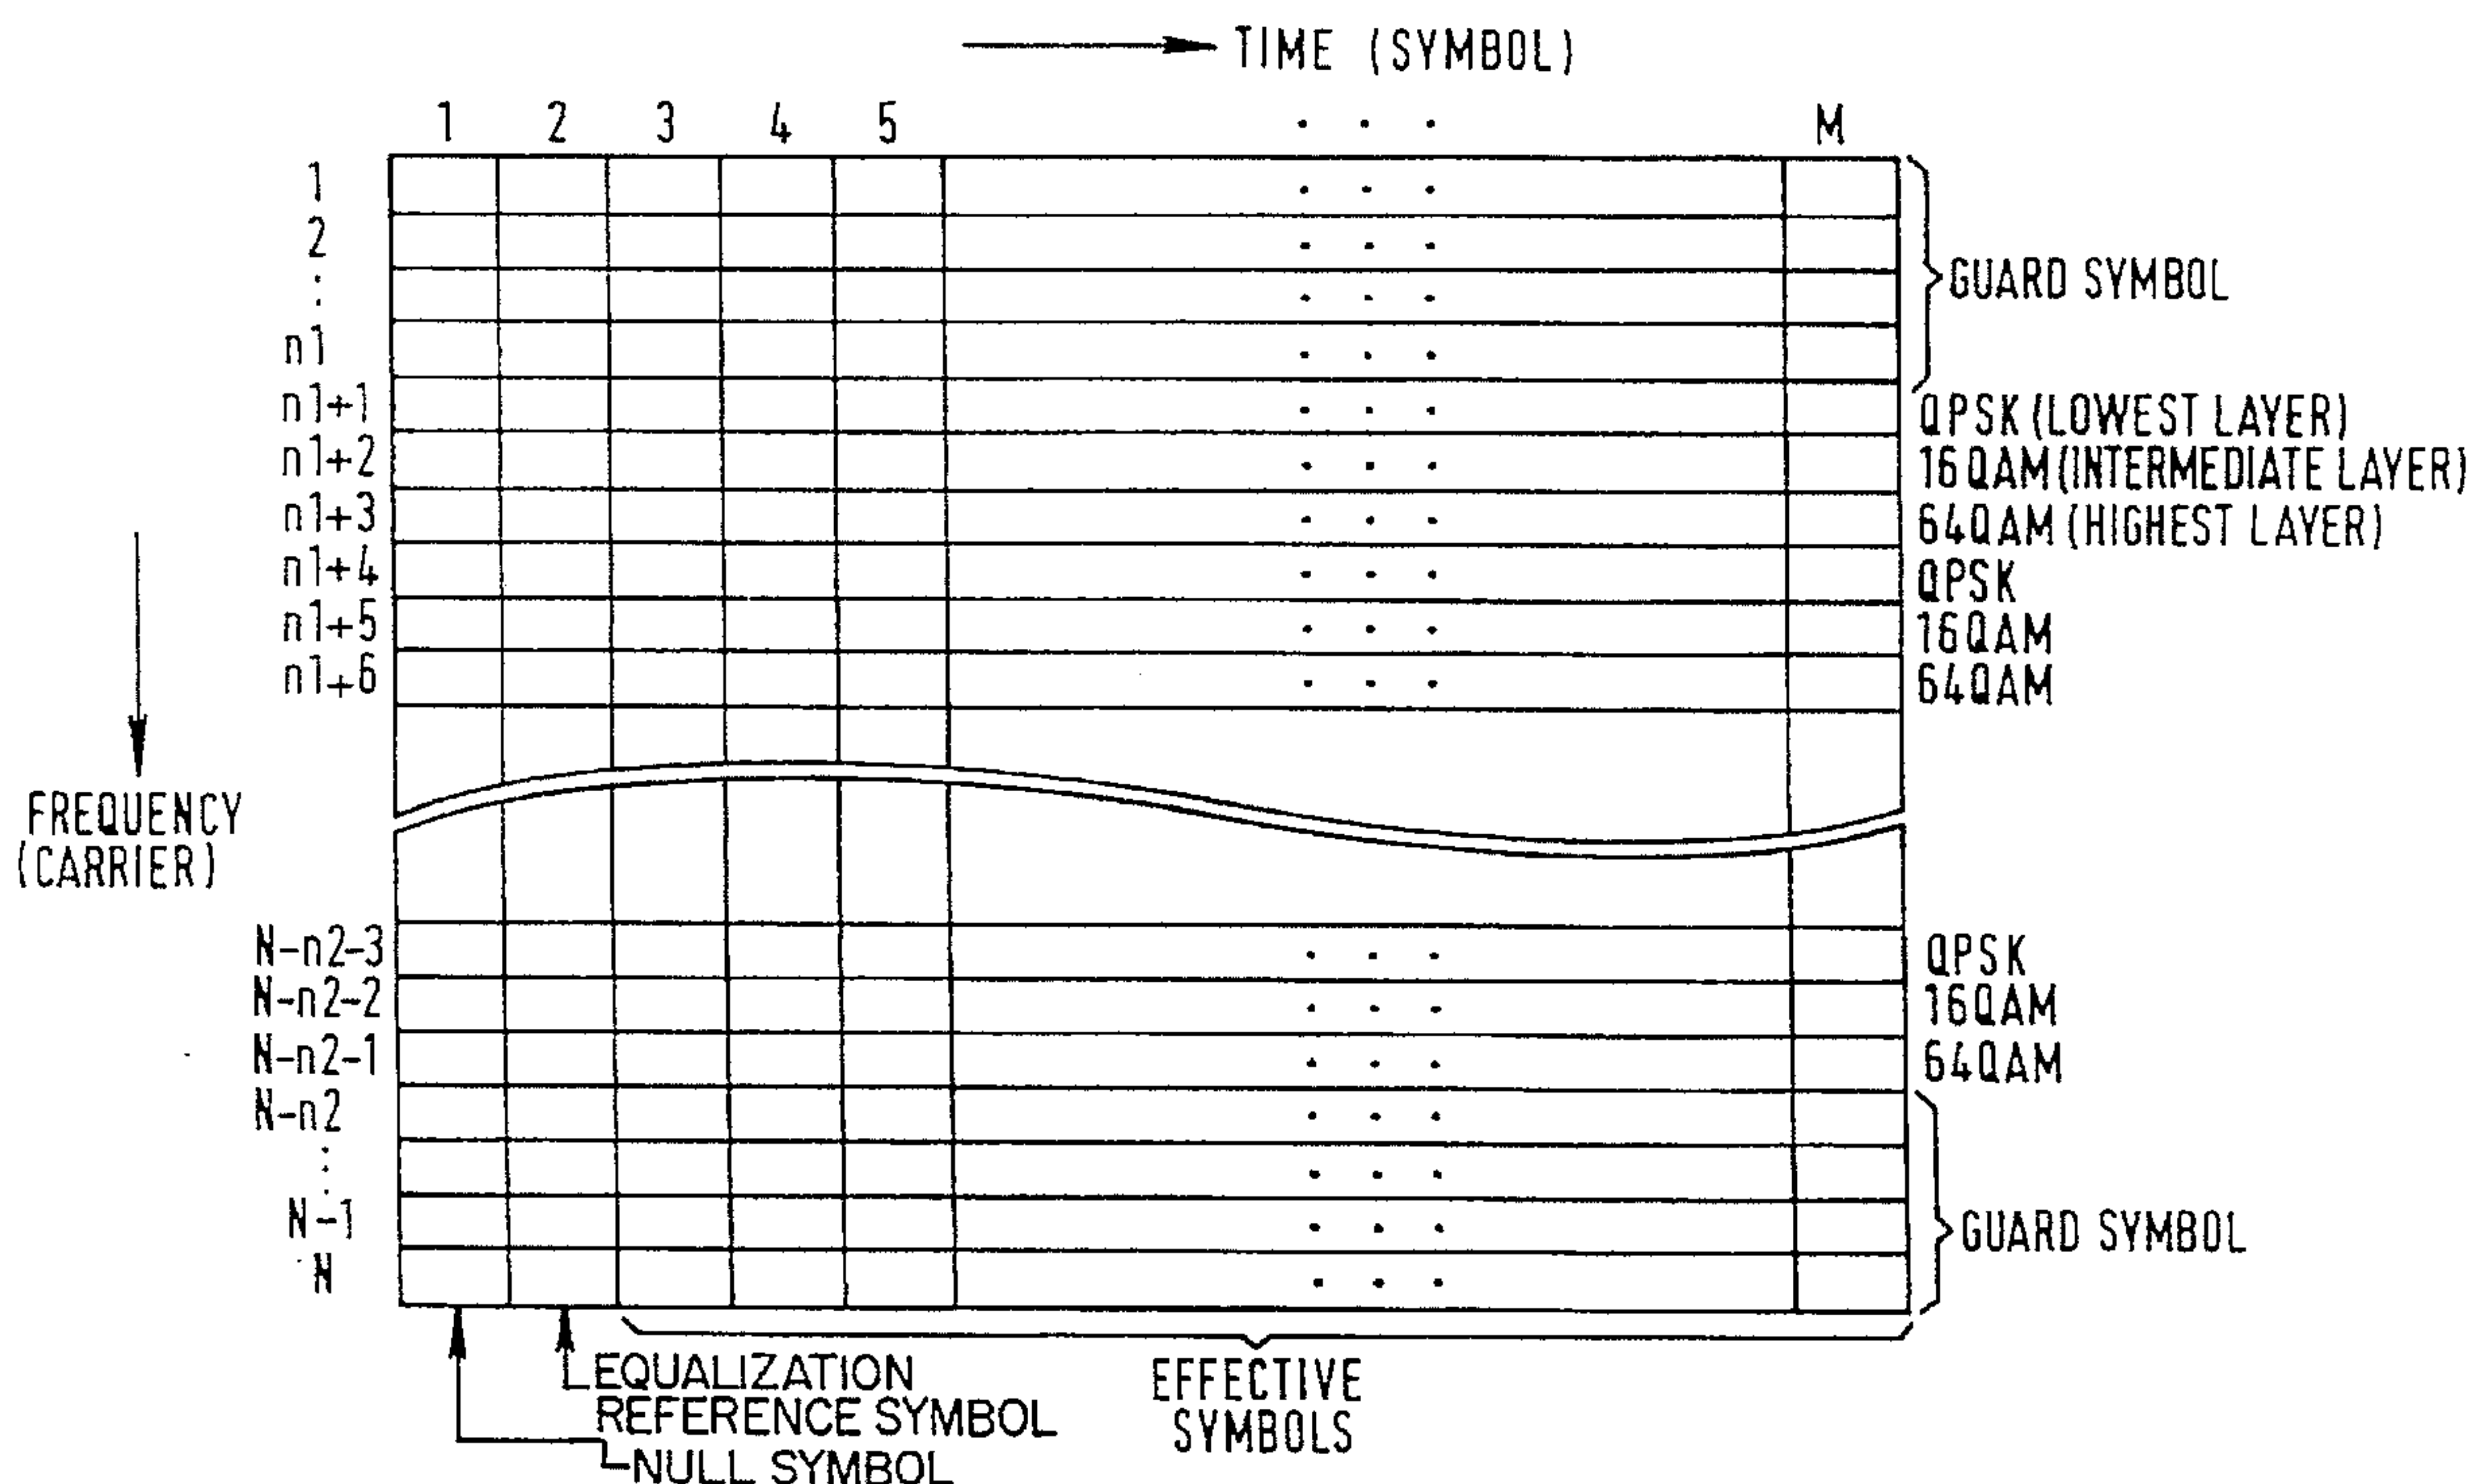 TIME (SYMBOL)
1 2 3 4 5 . . . M
1
2
:
n1
GUARD SYMBOL
n1+1 QPSK (LOWEST LAYER)
n1+2 16QAM (INTERMEDIATE LAYER)
n1+3 64QAM (HIGHEST LAYER)
n1+4 QPSK
n1+5 16QAM
n1+6 64QAM
FREQUENCY
(CARRIER)
N-n2-3 QPSK
N-n2-2 16QAM
N-n2-1 64QAM
N-n2
:
N-1
N
GUARD SYMBOL
EQUALIZATION
REFERENCE SYMBOL
NULL SYMBOL
EFFECTIVE
SYMBOLS